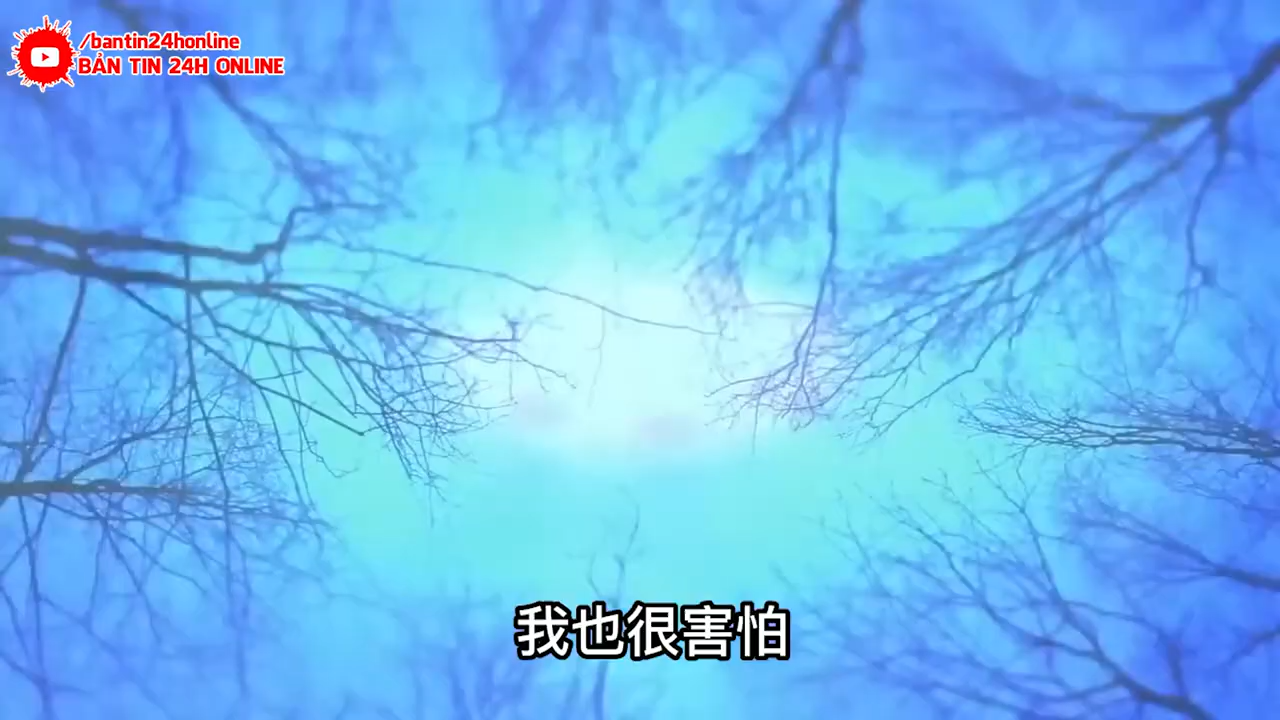 /bantin24honline
BẢN TIN 24H ONLINE
我也很害怕